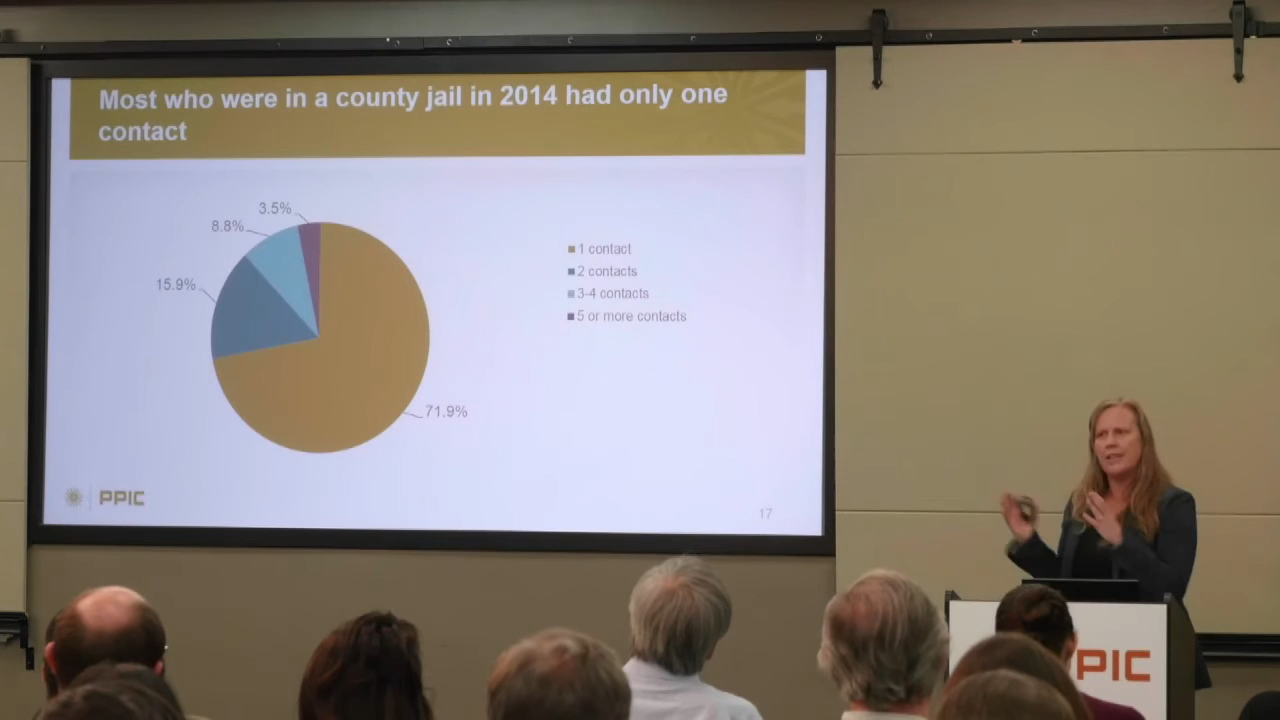 Most who were in a county jail in 2014 had only one
contact
3.5%
8.8%
15.9%
71.9%
1 contact
2 contacts
3-4 contacts
5 or more contacts
PPIC
17
PPIC